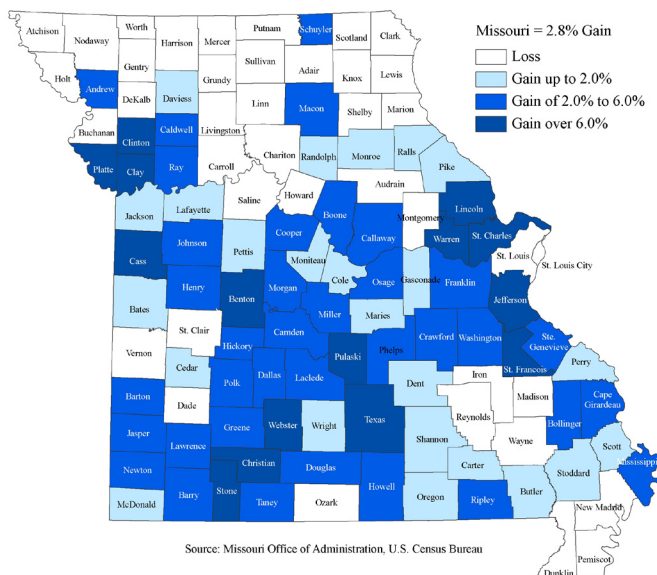 Missouri = 2.8% Gain
Loss
Gain up to 2.0%
Gain of 2.0% to 6.0%
Gain over 6.0%
Atchison
Nodaway
Worth
Harrison
Mercer
Putnam
Schuyler
Scotland
Clark
Holt
Andrew
Gentry
DeKalb
Daviess
Grundy
Sullivan
Adair
Knox
Lewis
Linn
Macon
Shelby
Marion
Buchanan
Clinton
Caldwell
Livingston
Chariton
Randolph
Monroe
Ralls
Pike
Platte
Clay
Ray
Carroll
Saline
Howard
Boone
Audrain
Callaway
Montgomery
Lincoln
Warren
St. Charles
St. Louis
St. Louis City
Jackson
Lafayette
Johnson
Pettis
Cooper
Moniteau
Cole
Osage
Gasconade
Franklin
Jefferson
Cass
Henry
Benton
Morgan
Miller
Maries
Bates
St. Clair
Hickory
Camden
Pulaski
Phelps
Crawford
Washington
Ste.
Genevieve
St. Francois
Perry
Vernon
Cedar
Polk
Dallas
Laclede
Dent
Iron
Madison
Reynolds
Bollinger
Cape
Girardeau
Barton
Dade
Greene
Webster
Wright
Texas
Shannon
Wayne
Jasper
Lawrence
Christian
Douglas
Howell
Carter
Stoddard
Scott
Mississippi
Newton
McDonald
Barry
Stone
Taney
Ozark
Oregon
Ripley
Butler
New Madrid
Pemiscot
Dunklin
Source: Missouri Office of Administration, U.S. Census Bureau